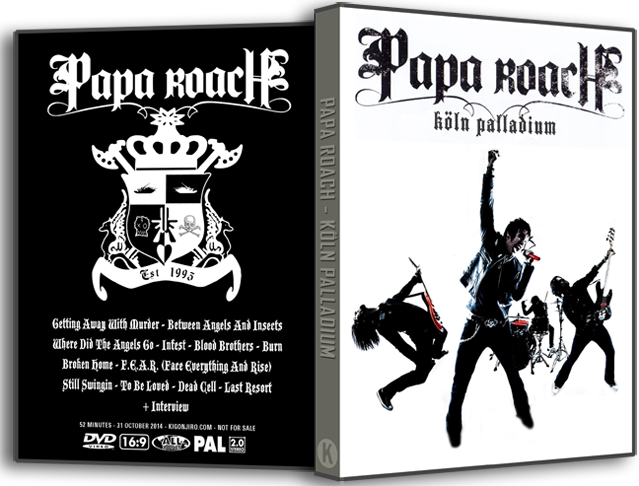 Papa Roach
Est 1993
Getting Away With Murder - Between Angels And Insects
Where Did The Angels Go - Infest - Blood Brothers - Burn
Broken Home - F.E.A.R. (Face Everything And Rise)
Still Swingin - To Be Loved - Dead Cell - Last Resort
+ Interview
52 MINUTES - 31 OCTOBER 2014 - KIGONJIRO.COM - NOT FOR SALE
DVD VIDEO 16:9 PAL 2.0 STEREO
PAPA ROACH - KÖLN PALLADIUM
K
Papa Roach
köln palladium